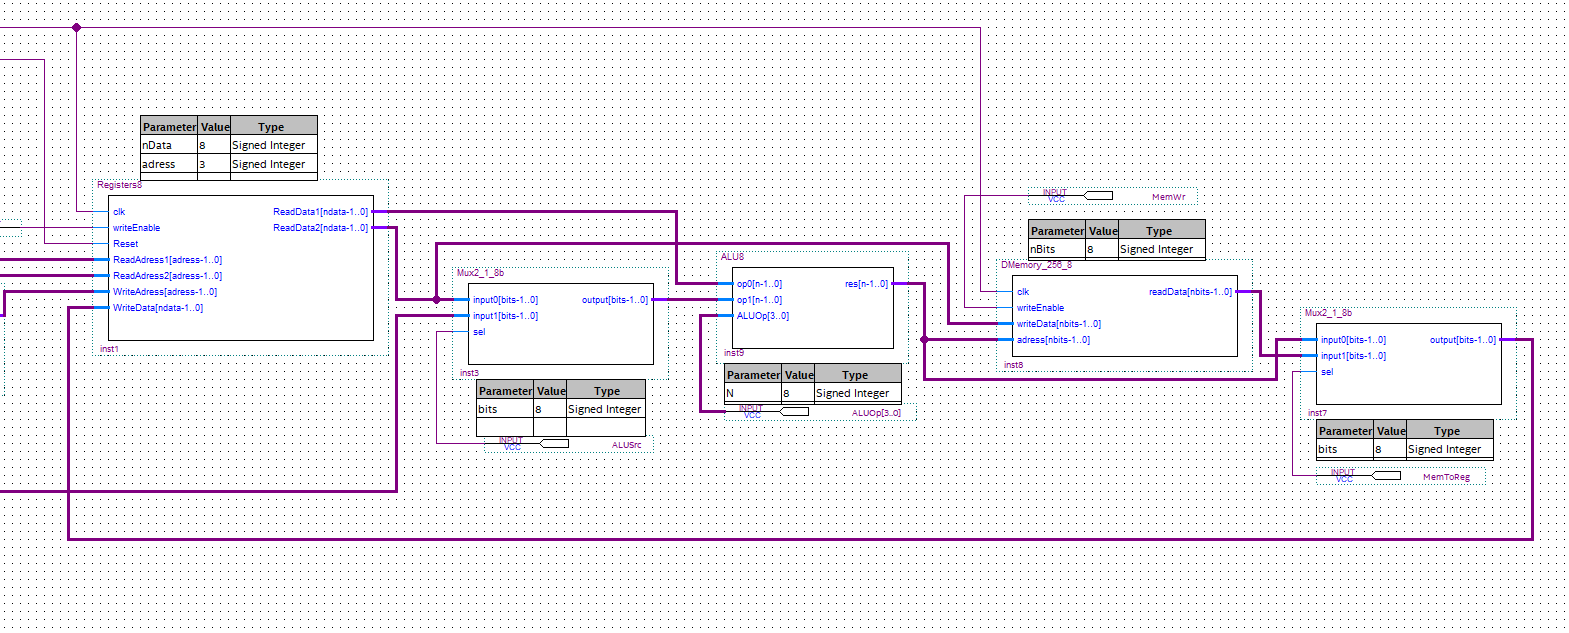 Parameter Value Type
nData 8 Signed Integer
adress 3 Signed Integer
Registers8
clk
writeEnable
Reset
ReadAdress1[adress-1..0]
ReadAdress2[adress-1..0]
WriteAdress[adress-1..0]
WriteData[ndata-1..0]
ReadData1[ndata-1..0]
ReadData2[ndata-1..0]
inst1
Mux2_1_8b
input0[bits-1..0]
input1[bits-1..0]
sel
output[bits-1..0]
inst3
Parameter Value Type
bits 8 Signed Integer
INPUT
VCC
ALUSrc
ALU8
op0[n-1..0]
op1[n-1..0]
ALUOp[3..0]
res[n-1..0]
inst9
Parameter Value Type
N 8 Signed Integer
INPUT
VCC
ALUOp[3..0]
INPUT
VCC
MemWr
Parameter Value Type
nBits 8 Signed Integer
DMemory_256_8
clk
writeEnable
writeData[nbits-1..0]
adress[nbits-1..0]
readData[nbits-1..0]
inst8
Mux2_1_8b
input0[bits-1..0]
input1[bits-1..0]
sel
output[bits-1..0]
inst7
Parameter Value Type
bits 8 Signed Integer
INPUT
VCC
MemToReg